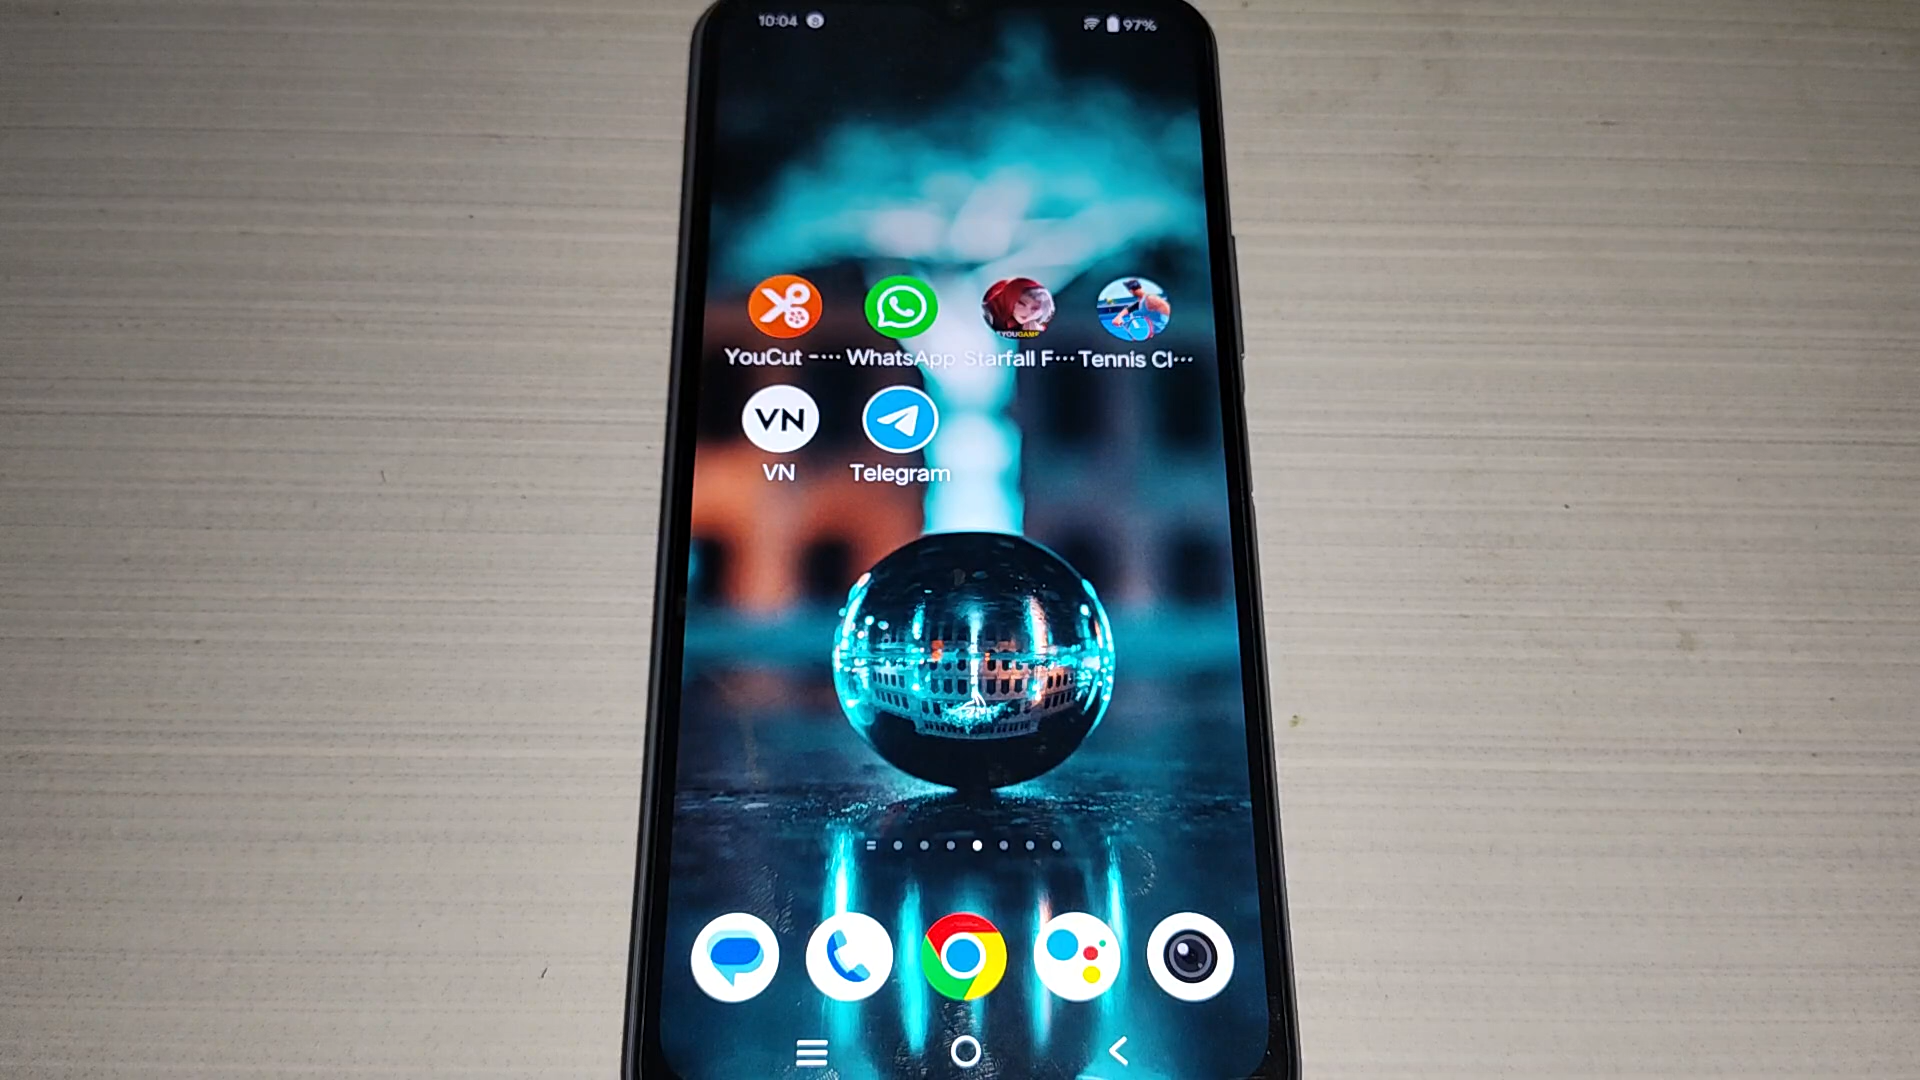 10:04 97%
YouCut -··· WhatsApp Starfall F··· Tennis Cl···
VN
VN Telegram